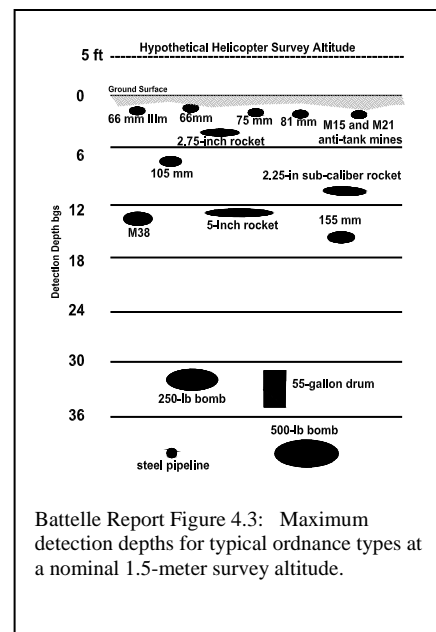 Hypothetical Helicopter Survey Altitude
5 ft
Ground Surface
0
66 mm Illm
66mm
75 mm
81 mm
M15 and M21
anti-tank mines
2.75-inch rocket
6
105 mm
2.25-in sub-caliber rocket
12
M38
5-Inch rocket
155 mm
18
24
30
250-lb bomb
55-gallon drum
36
500-lb bomb
steel pipeline
Detection Depth bgs
Battelle Report Figure 4.3: Maximum
detection depths for typical ordnance types at
a nominal 1.5-meter survey altitude.